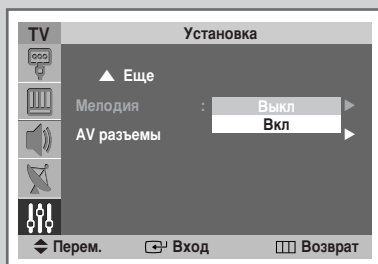 TV Установка
▲ Еще
Мелодия : Выкл ▶
Вкл
AV разъемы ▶
Перем. Вход Возврат